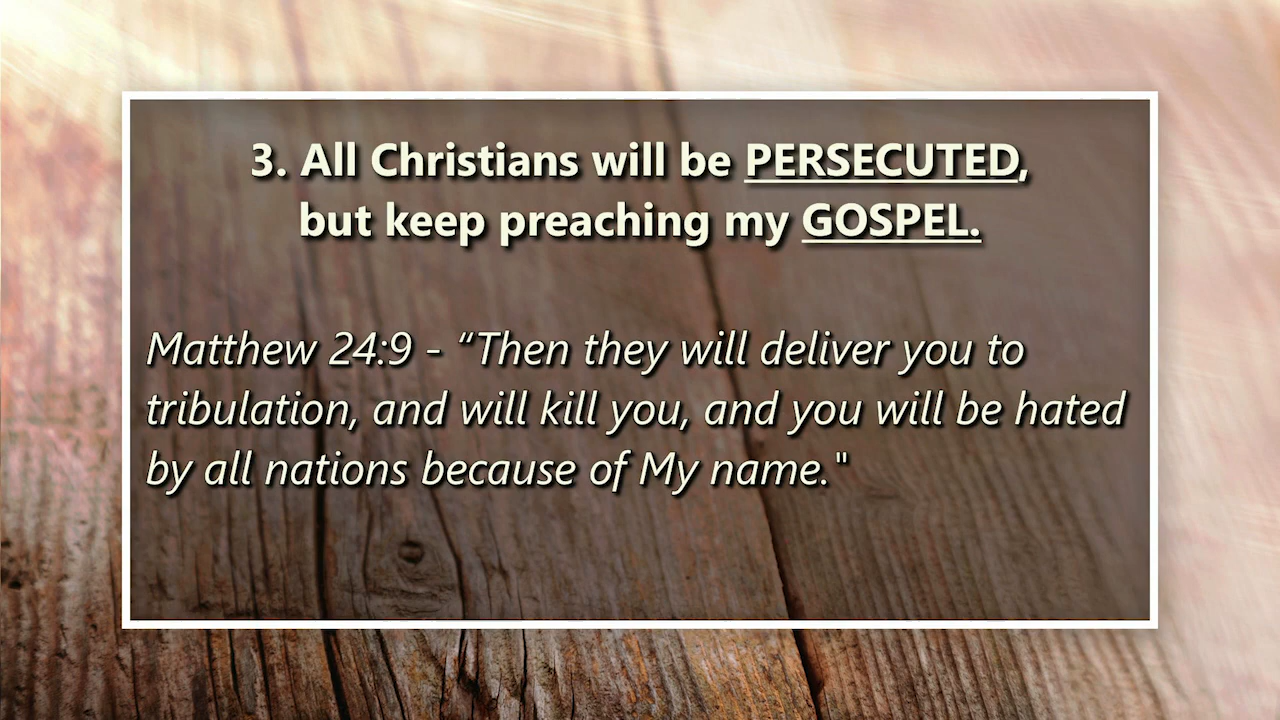 3. All Christians will be PERSECUTED,
but keep preaching my GOSPEL.
Matthew 24:9 - “Then they will deliver you to
tribulation, and will kill you, and you will be hated
by all nations because of My name."